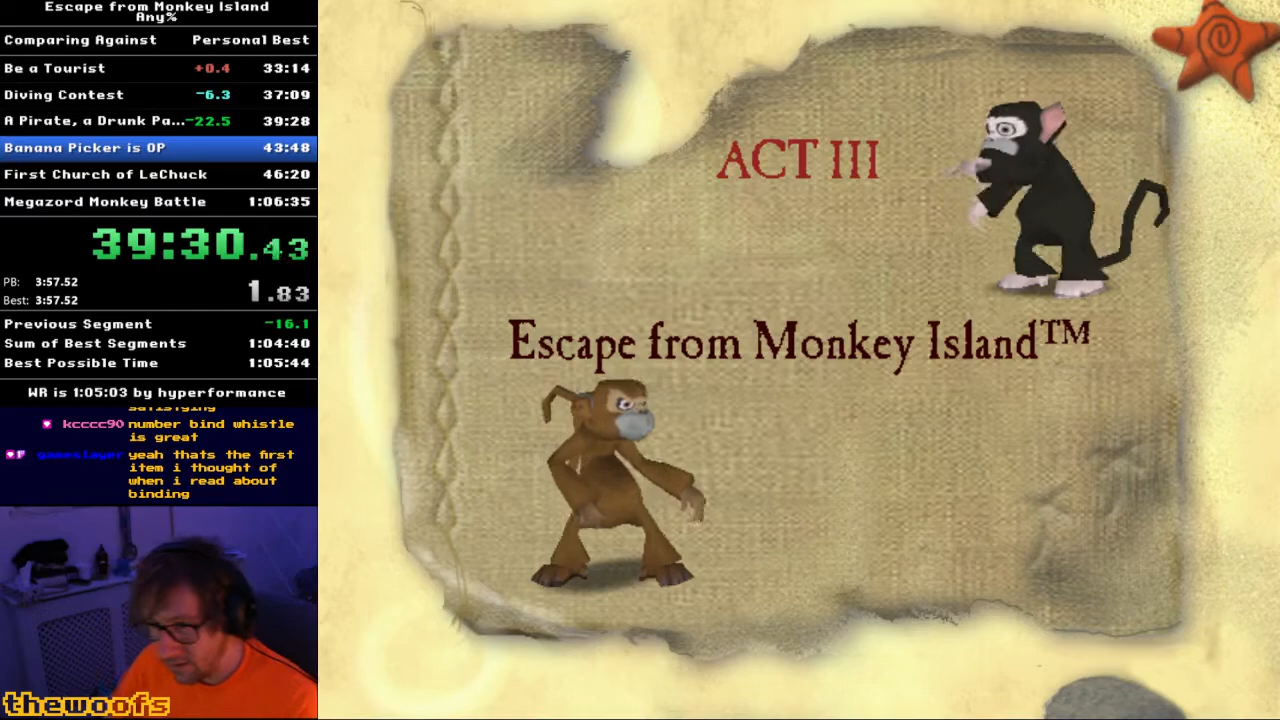 Escape from Monkey Island
Any%
Comparing Against Personal Best
Be a Tourist +0.4 33:14
Diving Contest -6.3 37:09
A Pirate, a Drunk Pa... -22.5 39:28
Banana Picker is OP 43:48
First Church of LeChuck 46:20
Megazord Monkey Battle 1:06:35
39:30.43
PB: 3:57.52
Best: 3:57.52
1.83
Previous Segment -16.1
Sum of Best Segments 1:04:40
Best Possible Time 1:05:44
WR is 1:05:03 by hyperformance
satisfying
kcccc90 number bind whistle
is great
gameslayer yeah thats the first
item i thought of
when i read about
binding
thewoofs
ACT III
Escape from Monkey Island™